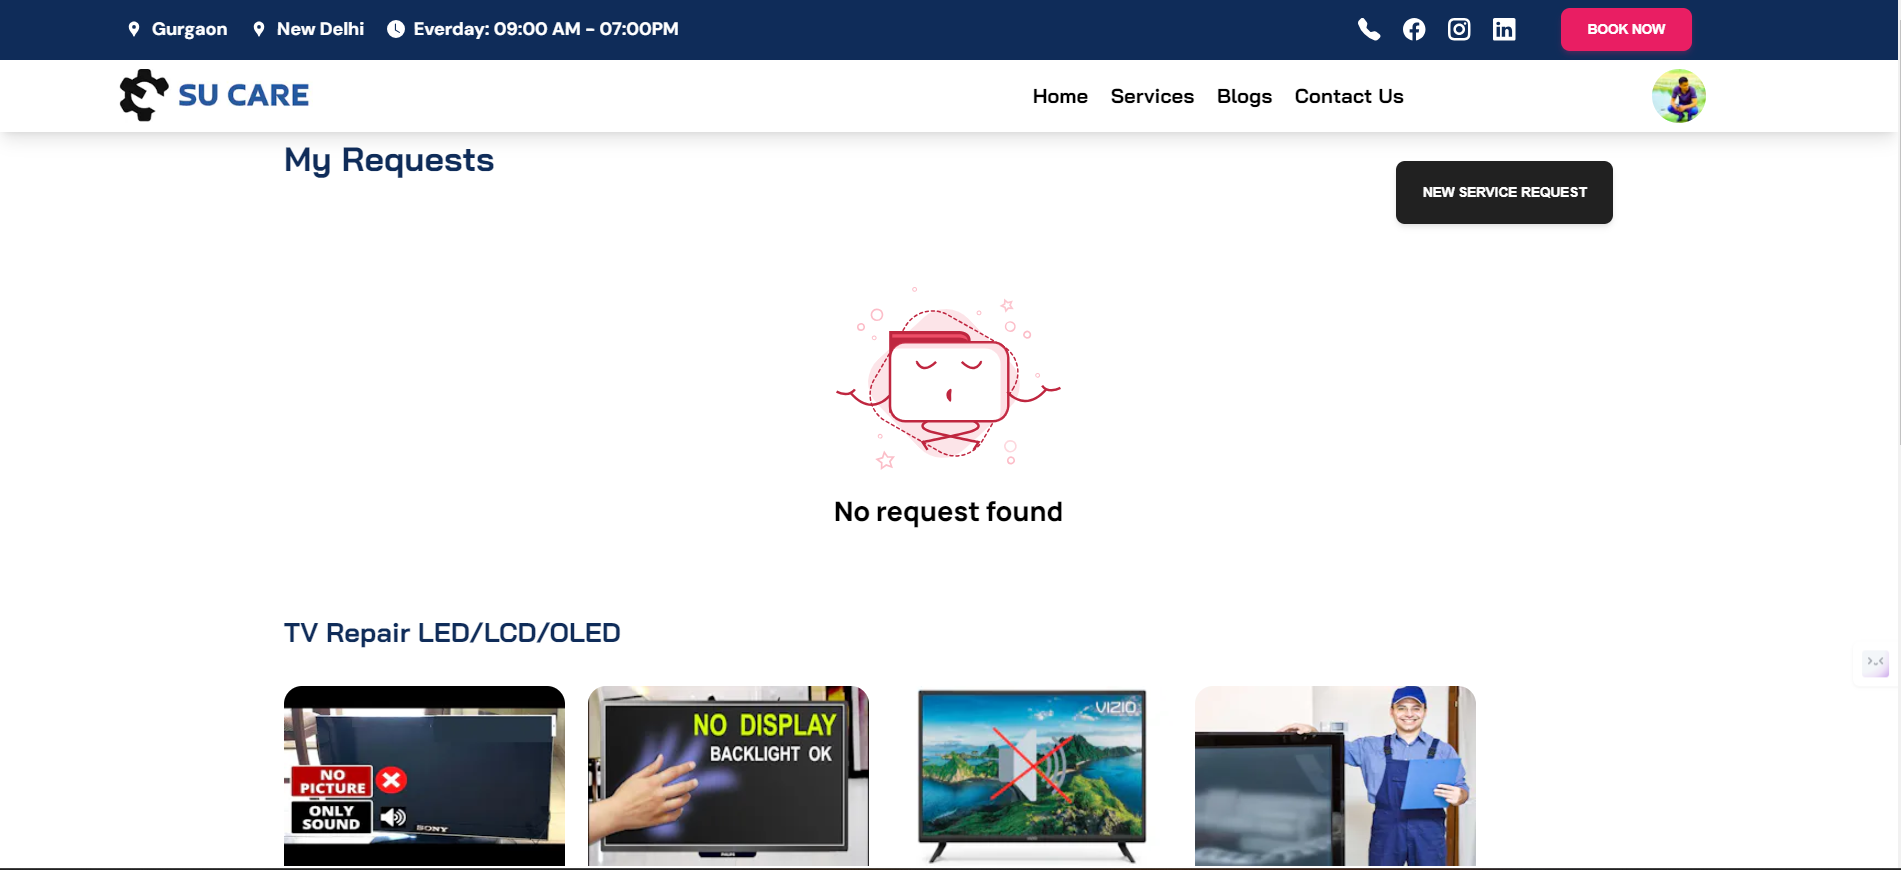 Gurgaon New Delhi Everday: 09:00 AM - 07:00PM BOOK NOW
SU CARE Home Services Blogs Contact Us
My Requests
NEW SERVICE REQUEST
No request found
TV Repair LED/LCD/OLED
NO
PICTURE
ONLY
SOUND
SONY
NO DISPLAY
BACKLIGHT OK
PHILIPS
VIZIO